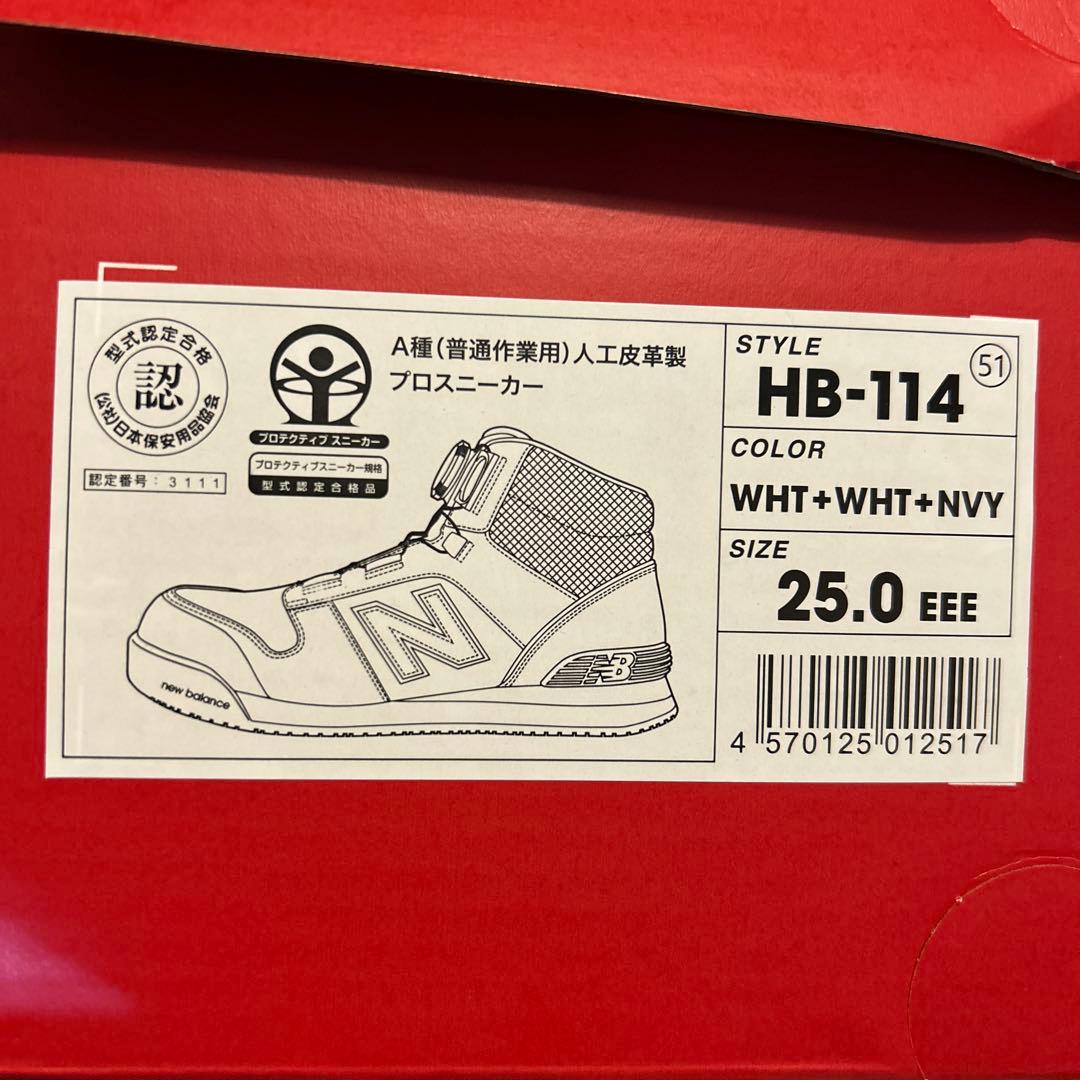 型式認定合格
認
(公社)日本保安用品協会
認定番号：3111
プロテクティブ スニーカー
プロテクティブスニーカー規格
型式認定合格品
A種(普通作業用)人工皮革製
プロスニーカー
N
NB
new balance
STYLE
HB-114
51
COLOR
WHT+WHT+NVY
SIZE
25.0 EEE
4 570125 012517